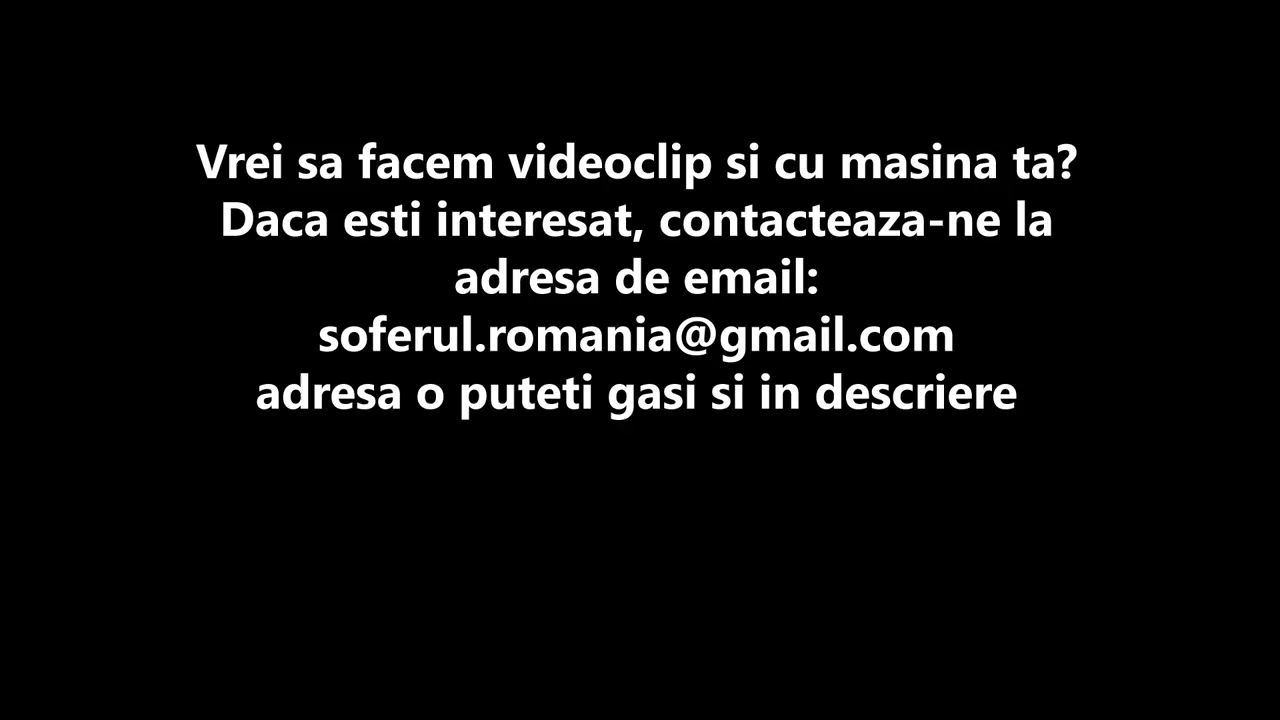 Vrei sa facem videoclip si cu masina ta?
Daca esti interesat, contacteaza-ne la
adresa de email:
soferul.romania@gmail.com
adresa o puteti gasi si in descriere